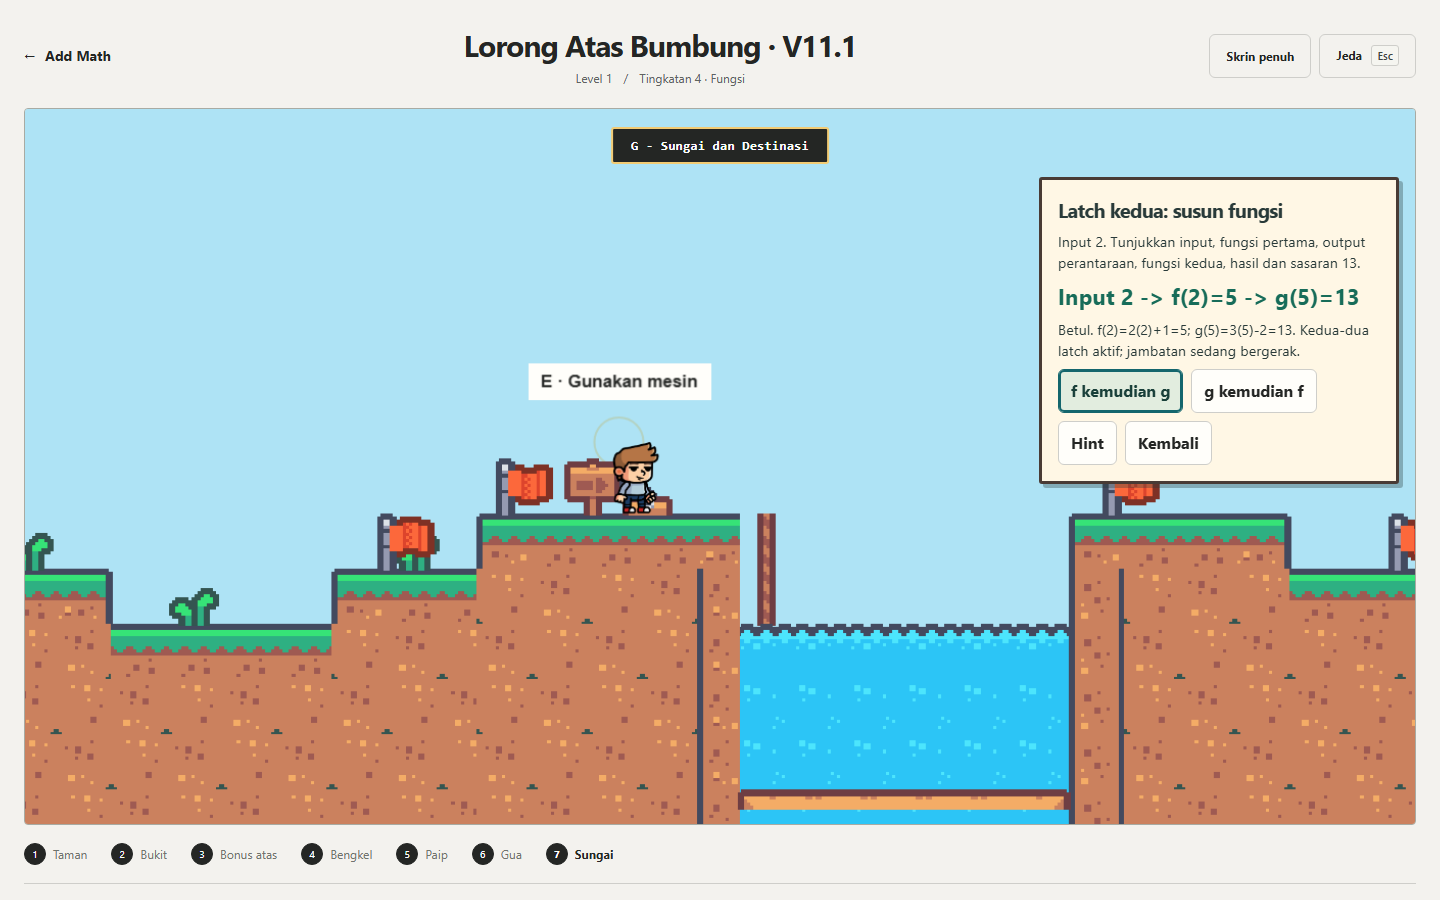 ← Add Math
Lorong Atas Bumbung · V11.1
Level 1 / Tingkatan 4 · Fungsi
Skrin penuh
Jeda Esc
G - Sungai dan Destinasi
Latch kedua: susun fungsi
Input 2. Tunjukkan input, fungsi pertama, output
perantaraan, fungsi kedua, hasil dan sasaran 13.
Input 2 -> f(2)=5 -> g(5)=13
Betul. f(2)=2(2)+1=5; g(5)=3(5)-2=13. Kedua-dua
latch aktif; jambatan sedang bergerak.
f kemudian g
g kemudian f
Hint
Kembali
E · Gunakan mesin
1 Taman
2 Bukit
3 Bonus atas
4 Bengkel
5 Paip
6 Gua
7 Sungai